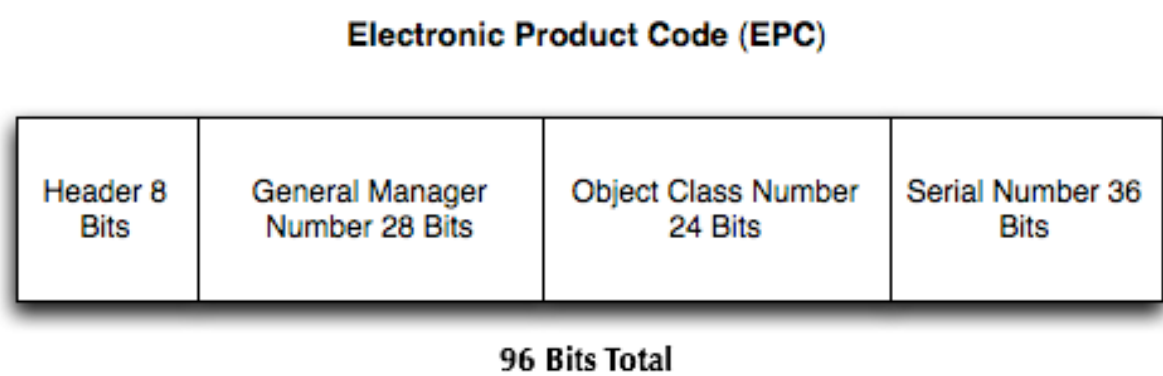 Electronic Product Code (EPC)
Header 8
Bits
General Manager
Number 28 Bits
Object Class Number
24 Bits
Serial Number 36
Bits
96 Bits Total